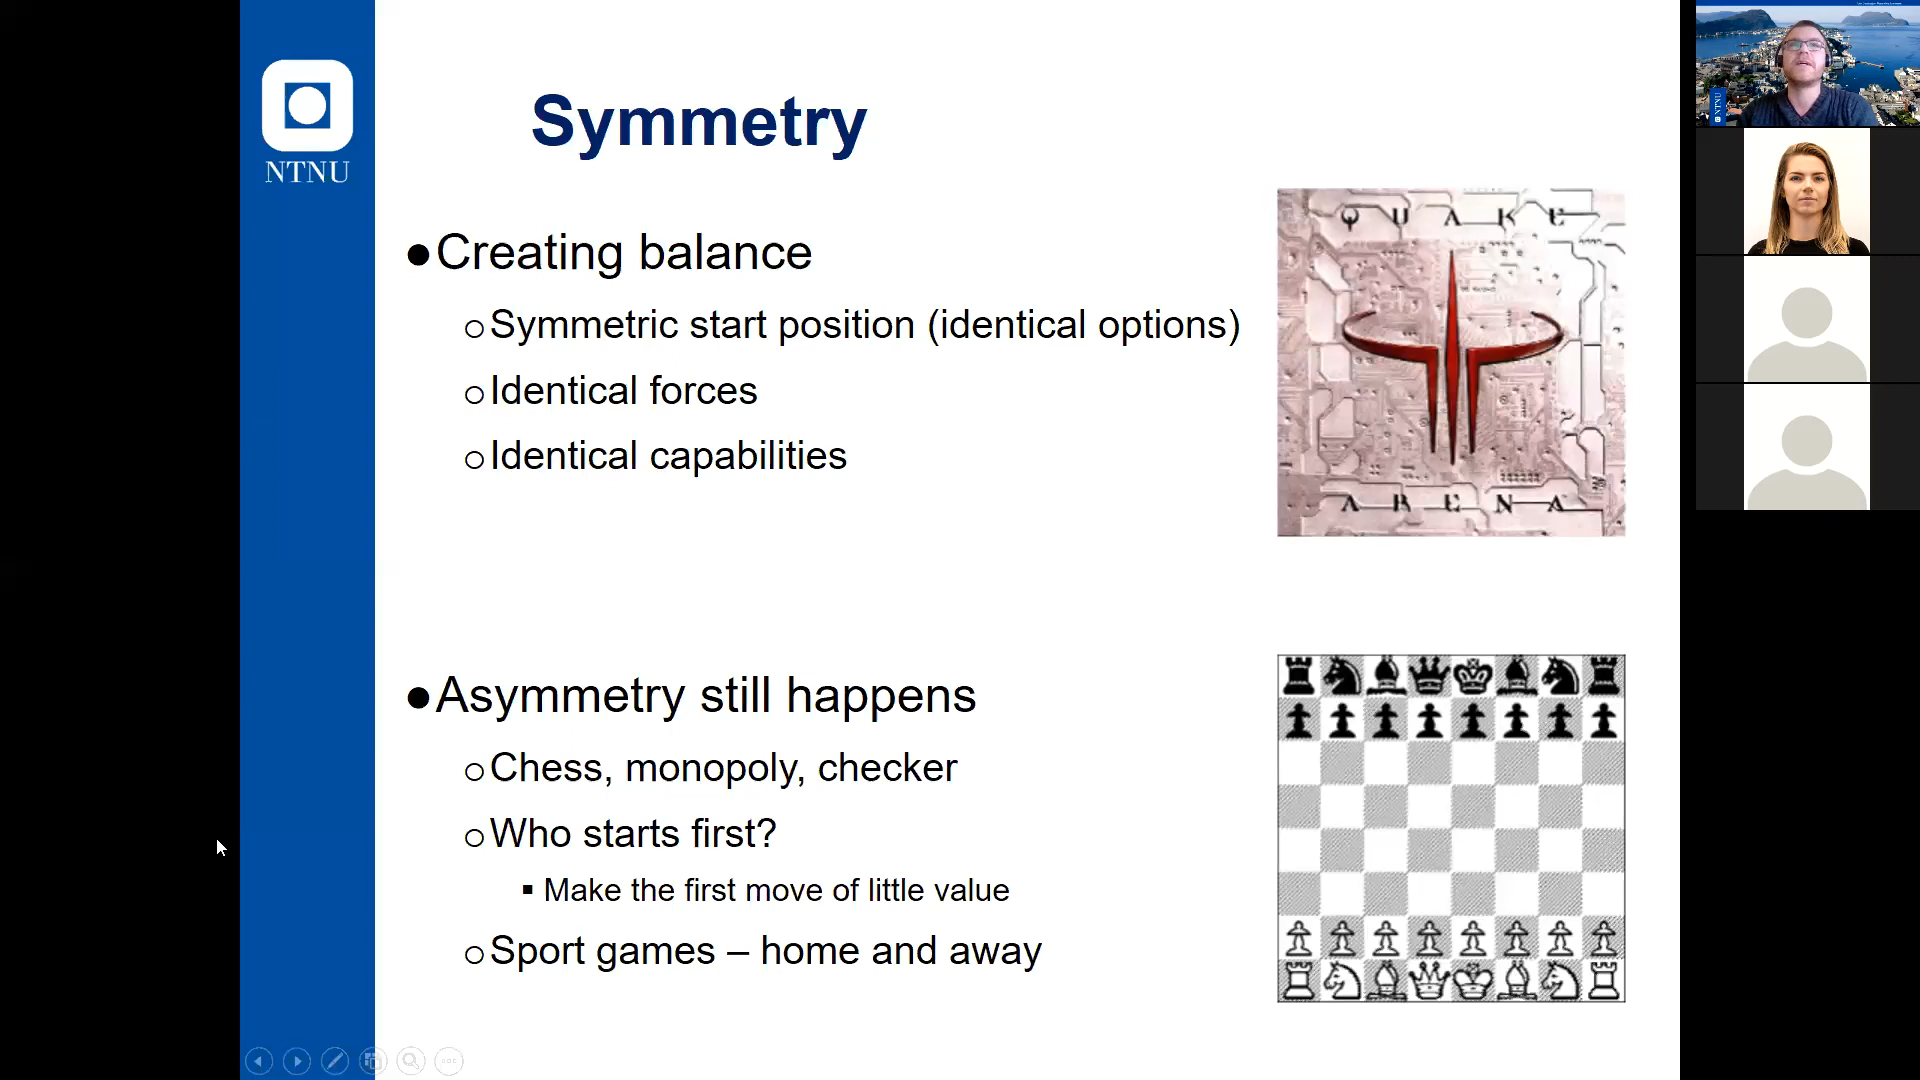 Symmetry
NTNU
QUAKE
●Creating balance
○Symmetric start position (identical options)
○Identical forces
○Identical capabilities
ARENA
●Asymmetry still happens
○Chess, monopoly, checker
○Who starts first?
▪ Make the first move of little value
○Sport games – home and away
NTNU